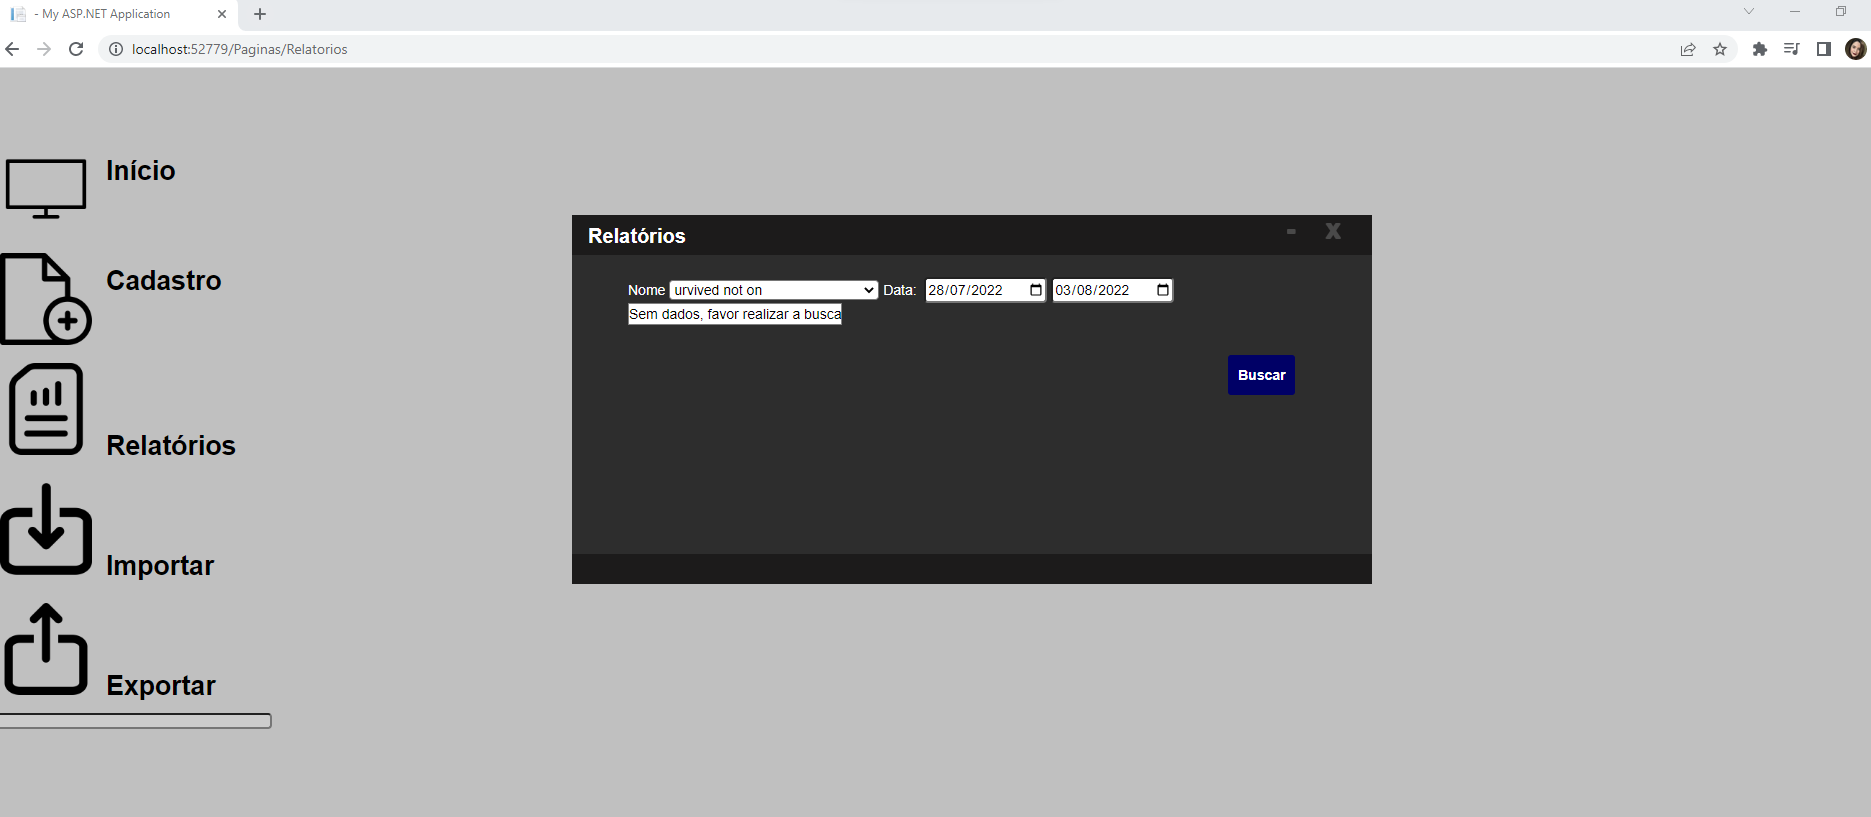 - My ASP.NET Application
localhost:52779/Paginas/Relatorios
Início
Cadastro
Relatórios
Importar
Exportar
Relatórios
- X
Nome urvived not on Data: 28/07/2022 03/08/2022
Sem dados, favor realizar a busca
Buscar